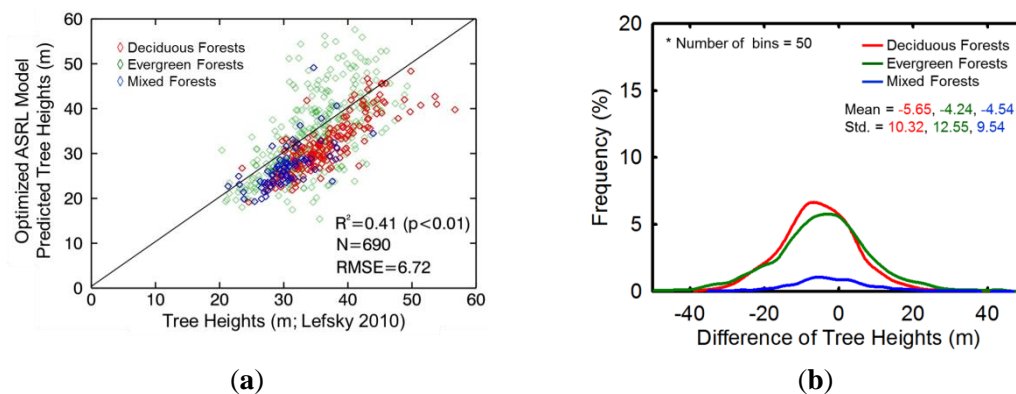 60
50
40
30
20
10
0
Optimized ASRL Model
Predicted Tree Heights (m)
Deciduous Forests
Evergreen Forests
Mixed Forests
R²=0.41 (p<0.01)
N=690
RMSE=6.72
0 10 20 30 40 50 60
Tree Heights (m; Lefsky 2010)
(a)
20
15
10
5
0
Frequency (%)
* Number of bins = 50
Deciduous Forests
Evergreen Forests
Mixed Forests
Mean = -5.65, -4.24, -4.54
Std. = 10.32, 12.55, 9.54
-40 -20 0 20 40
Difference of Tree Heights (m)
(b)